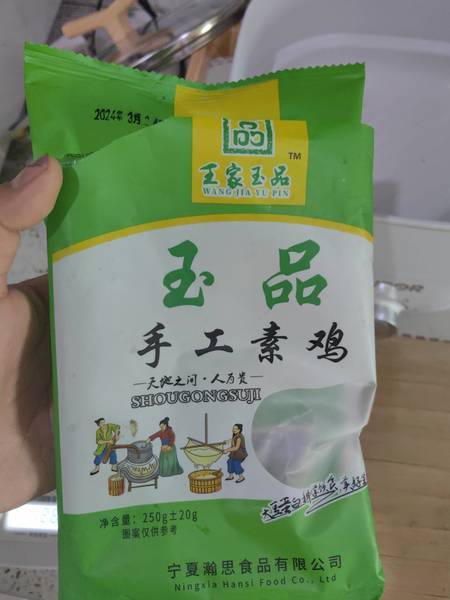 2024年 3月
品
王家玉品 TM
WANG JIA YU PIN
玉品
手工素鸡
天地之间·人为贵
SHOUGONGSUJI
净含量: 250g±20g
图案仅供参考
宁夏瀚思食品有限公司
Ningxia Hansi Food Co., Ltd